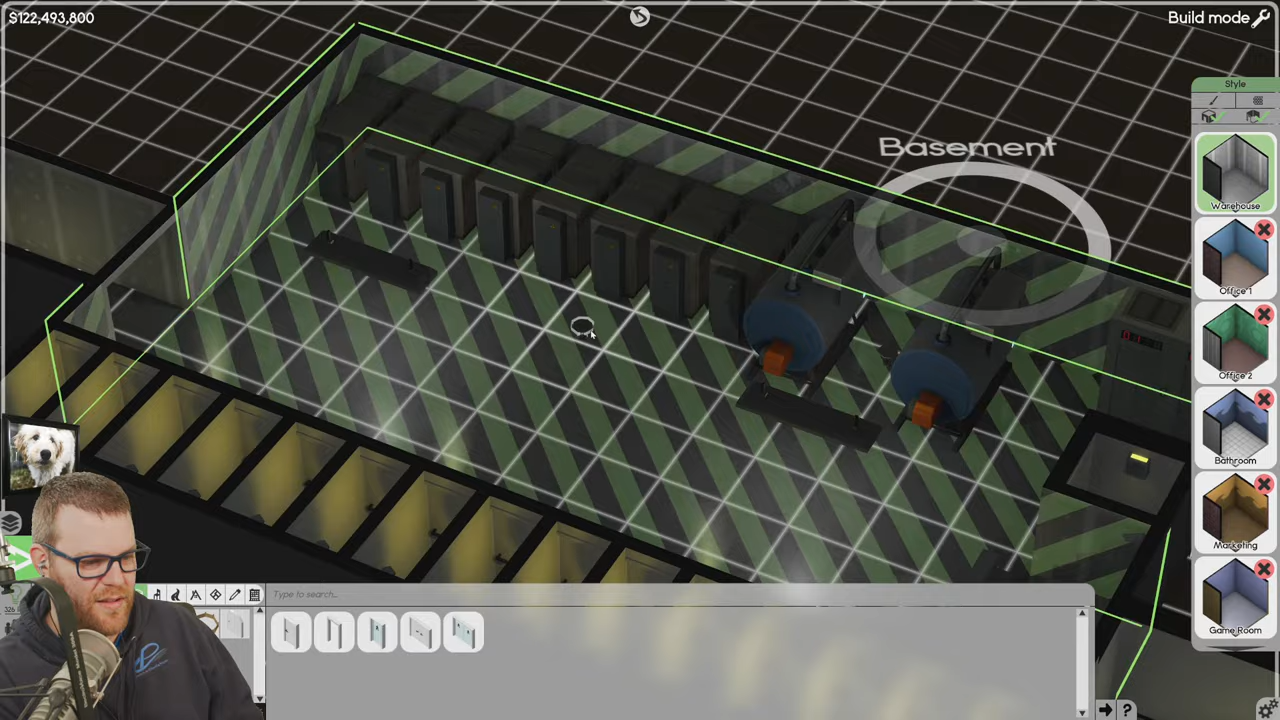 $122,493,800
Build mode
Style
Basement
Warehouse
Office 1
Office 2
Bathroom
Marketing
Game Room
Type to search...
?